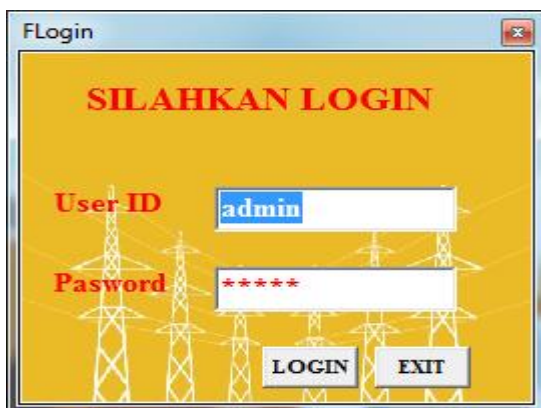 FLogin
SILAHKAN LOGIN
User ID admin
Pasword *****
LOGIN EXIT